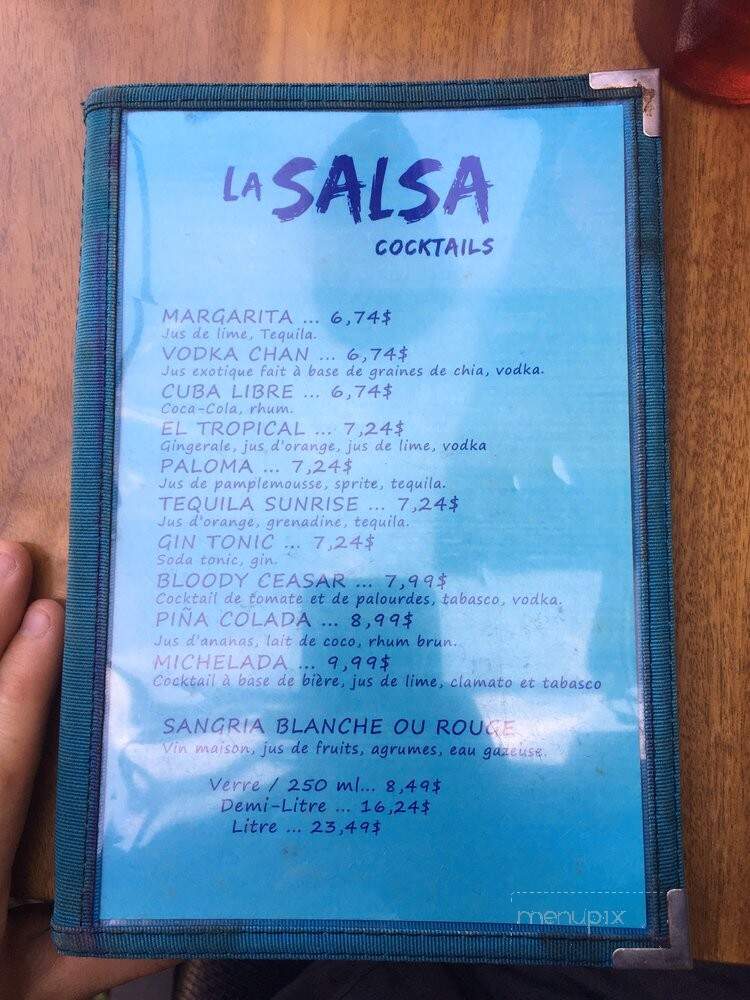 LA SALSA
COCKTAILS
MARGARITA ... 6,74$
Jus de lime, Tequila.
VODKA CHAN ... 6,74$
Jus exotique fait à base de graines de chia, vodka.
CUBA LIBRE ... 6,74$
Coca-Cola, rhum.
EL TROPICAL ... 7,24$
Gingerale, jus d'orange, jus de lime, vodka
PALOMA ... 7,24$
Jus de pamplemousse, sprite, tequila.
TEQUILA SUNRISE ... 7,24$
Jus d'orange, grenadine, tequila.
GIN TONIC ... 7,24$
Soda tonic, gin.
BLOODY CEASAR ... 7,99$
Cocktail de tomate et de palourdes, tabasco, vodka.
PIÑA COLADA ... 8,99$
Jus d'ananas, lait de coco, rhum brun.
MICHELADA ... 9,99$
Cocktail à base de bière, jus de lime, clamato et tabasco
SANGRIA BLANCHE OU ROUGE
Vin maison, jus de fruits, agrumes, eau gazeuse.
Verre / 250 ml... 8,49$
Demi-Litre ... 16,24$
Litre ... 23,49$
menupix